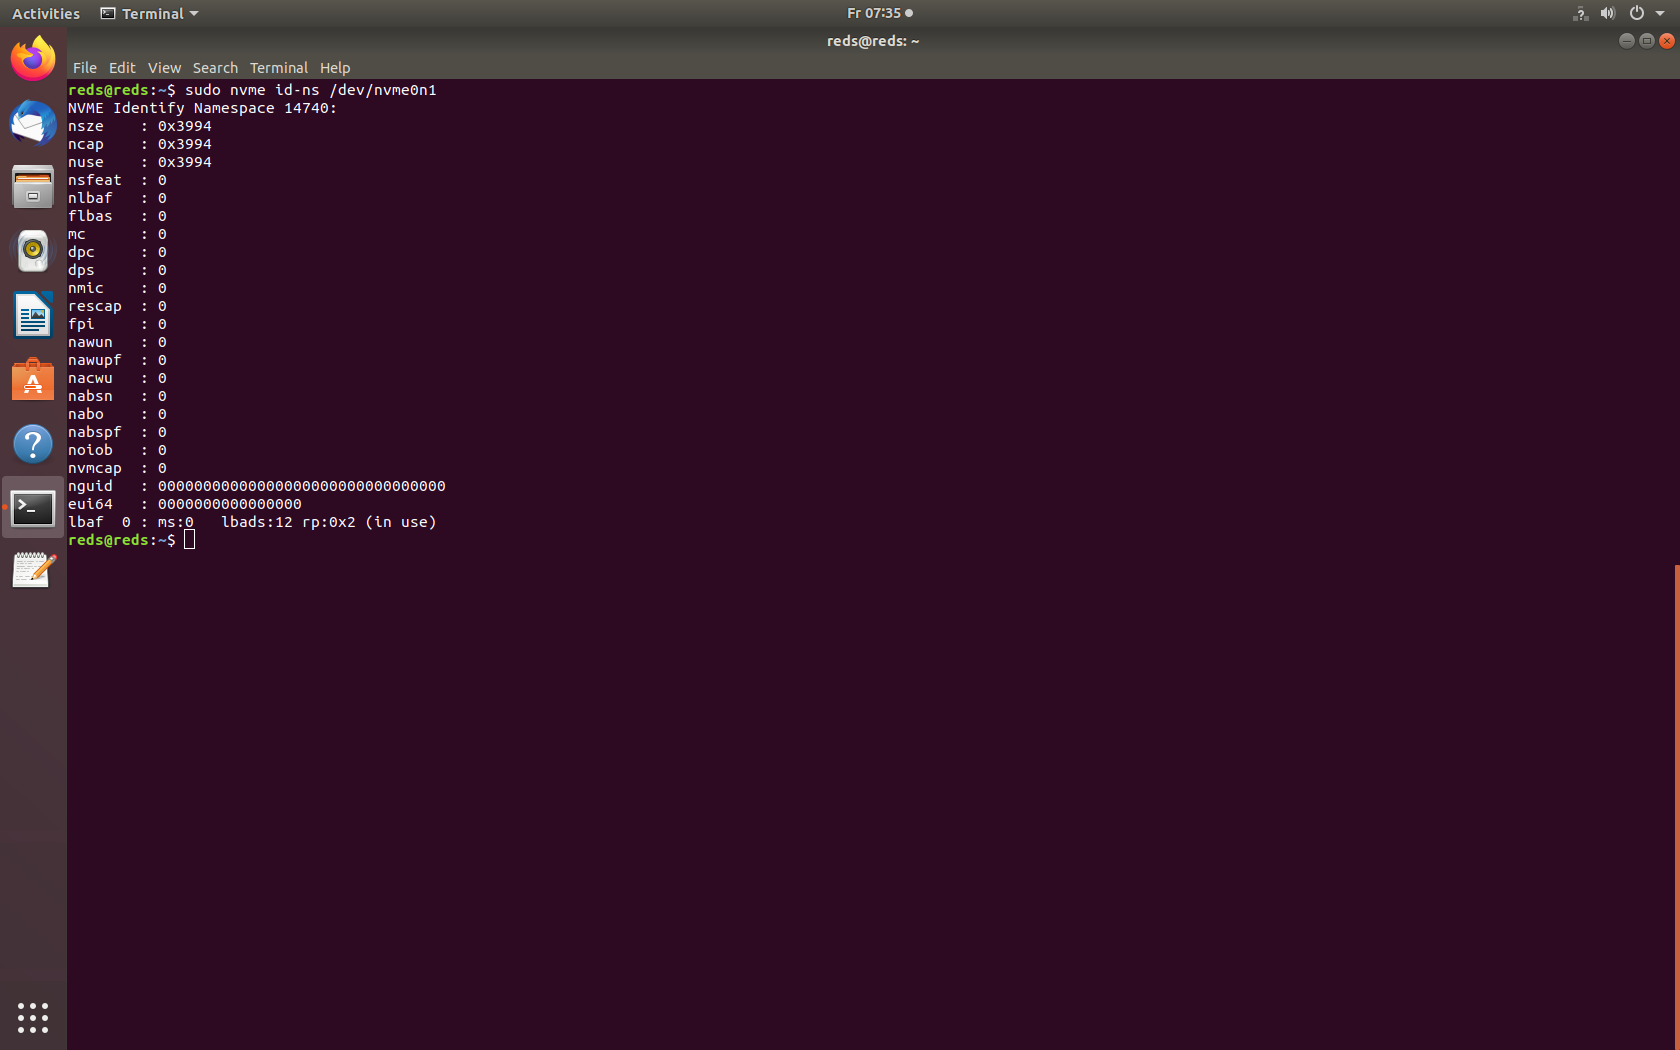 Activities Terminal Fr 07:35
reds@reds: ~
File Edit View Search Terminal Help
reds@reds:~$ sudo nvme id-ns /dev/nvme0n1
NVME Identify Namespace 14740:
nsze    : 0x3994
ncap    : 0x3994
nuse    : 0x3994
nsfeat  : 0
nlbaf   : 0
flbas   : 0
mc      : 0
dpc     : 0
dps     : 0
nmic    : 0
rescap  : 0
fpi     : 0
nawun   : 0
nawupf  : 0
nacwu   : 0
nabsn   : 0
nabo    : 0
nabspf  : 0
noiob   : 0
nvmcap  : 0
nguid   : 00000000000000000000000000000000
eui64   : 0000000000000000
lbaf  0 : ms:0   lbads:12 rp:0x2 (in use)
reds@reds:~$